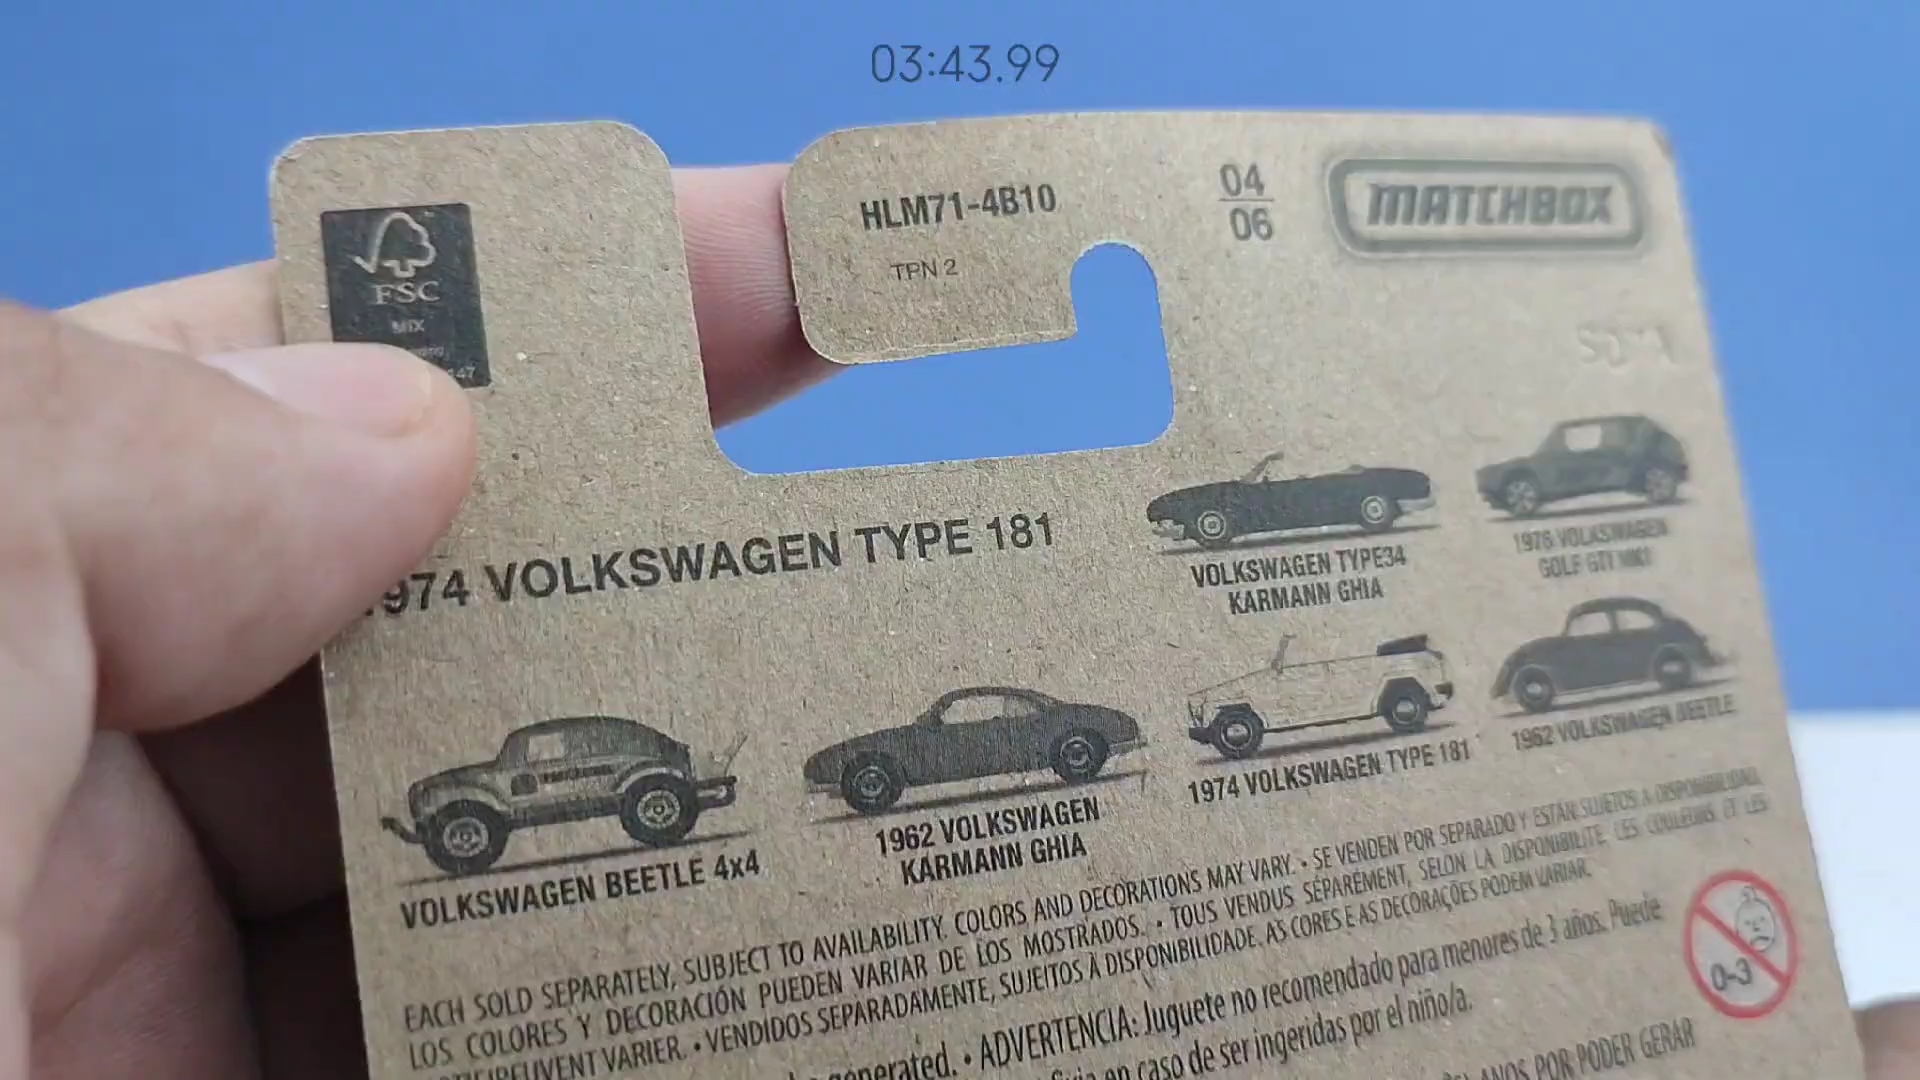 03:43.99
FSC
MIX
HLM71-4B10
TPN 2
04
06
MATCHBOX
1974 VOLKSWAGEN TYPE 181
VOLKSWAGEN TYPE34
KARMANN GHIA
1976 VOLKSWAGEN
GOLF GTI MK1
VOLKSWAGEN BEETLE 4x4
1962 VOLKSWAGEN
KARMANN GHIA
1974 VOLKSWAGEN TYPE 181
1962 VOLKSWAGEN BEETLE
EACH SOLD SEPARATELY, SUBJECT TO AVAILABILITY. COLORS AND DECORATIONS MAY VARY. • SE VENDEN POR SEPARADO Y ESTÁN SUJETOS A DISPONIBILIDAD.
LOS COLORES Y DECORACIÓN PUEDEN VARIAR DE LOS MOSTRADOS. • TOUS VENDUS SÉPARÉMENT, SELON LA DISPONIBILITÉ. LES COULEURS ET LES
PEUVENT VARIER. • VENDIDOS SEPARADAMENTE, SUJEITOS À DISPONIBILIDADE. AS CORES E AS DECORAÇÕES PODEM VARIAR.
generated. • ADVERTENCIA: Juguete no recomendado para menores de 3 años. Puede
en caso de ser ingeridas por el niño/a.
ANOS POR PODER GERAR
0-3